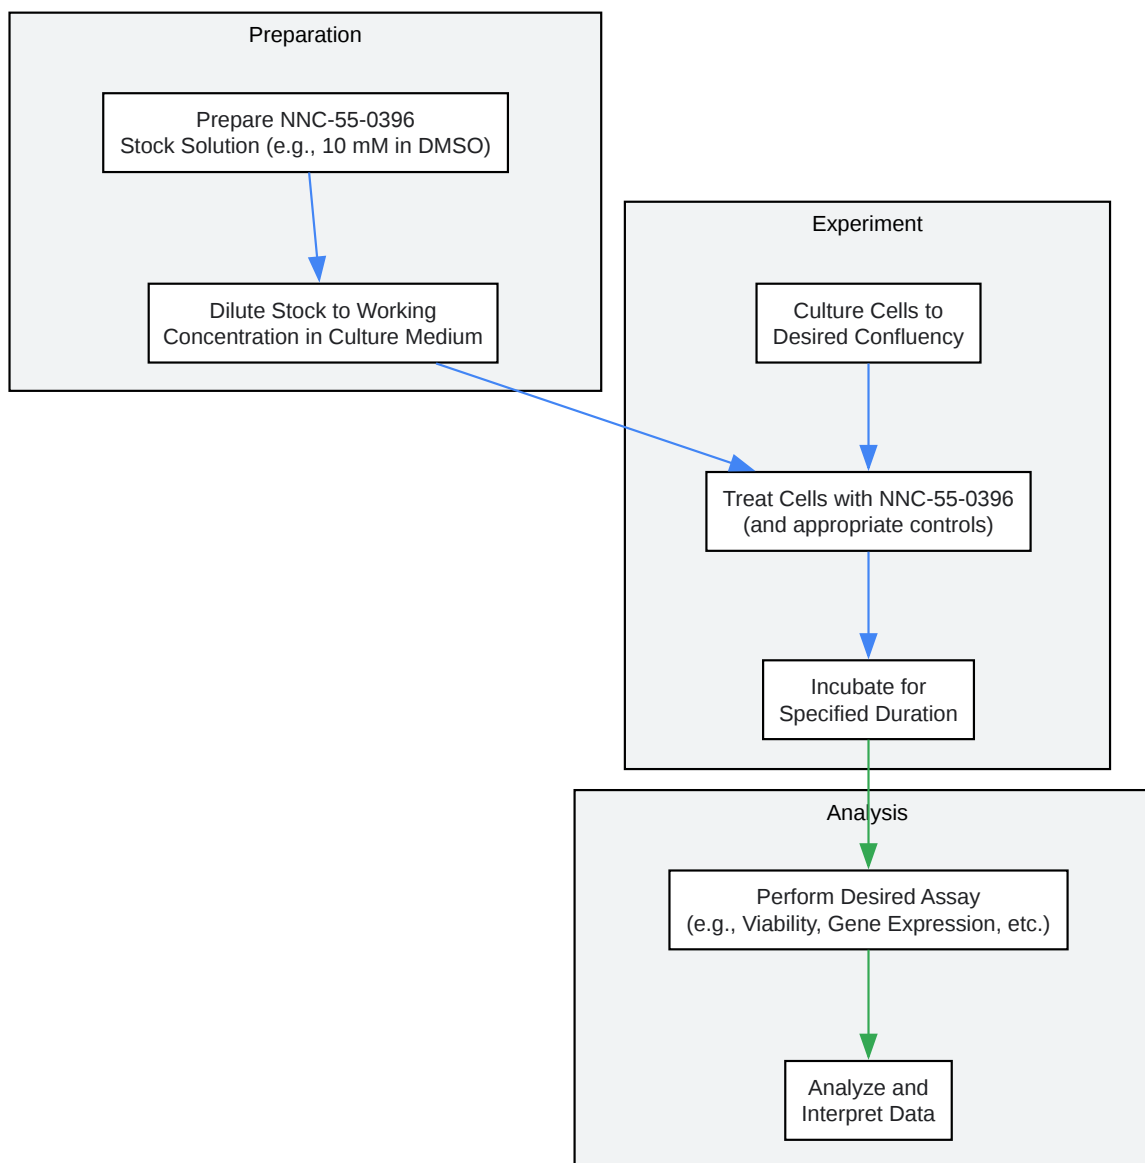 Preparation
Prepare NNC-55-0396
Stock Solution (e.g., 10 mM in DMSO)
Dilute Stock to Working
Concentration in Culture Medium
Experiment
Culture Cells to
Desired Confluency
Treat Cells with NNC-55-0396
(and appropriate controls)
Incubate for
Specified Duration
Analysis
Perform Desired Assay
(e.g., Viability, Gene Expression, etc.)
Analyze and
Interpret Data